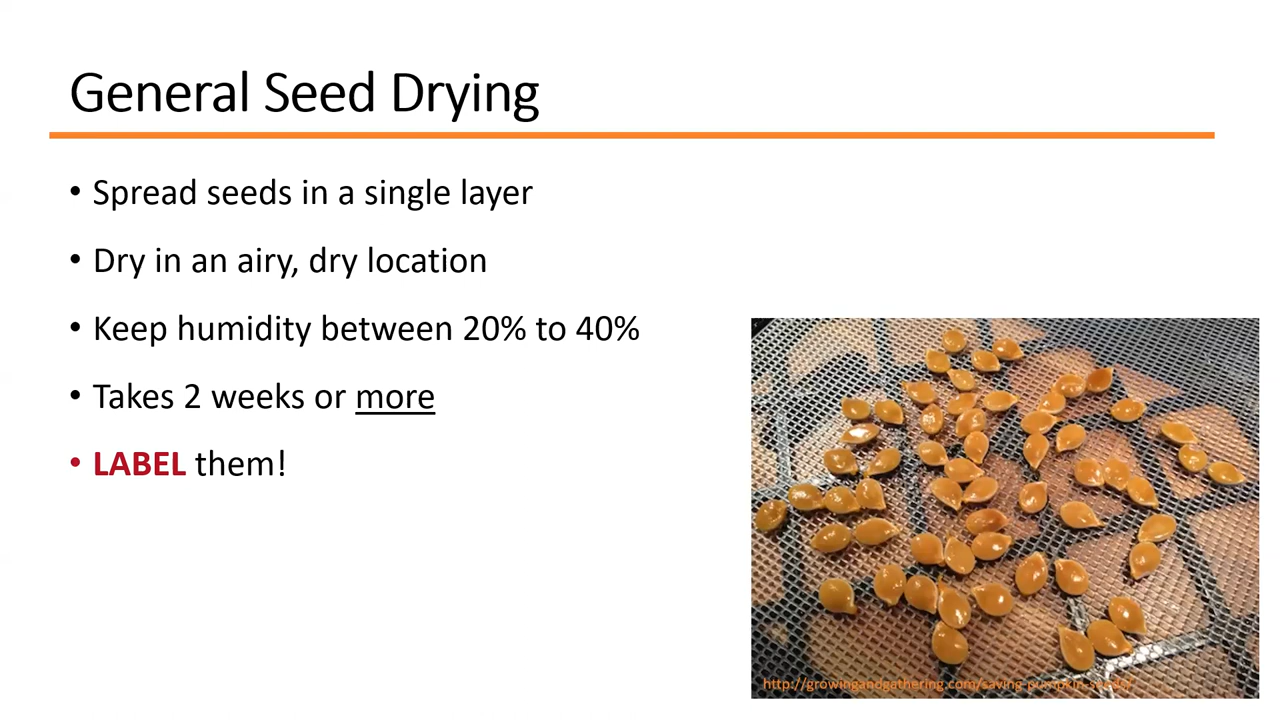 General Seed Drying
• Spread seeds in a single layer
• Dry in an airy, dry location
• Keep humidity between 20% to 40%
• Takes 2 weeks or more
• LABEL them!
http://growingandgathering.com/saving-pumpkin-seeds/